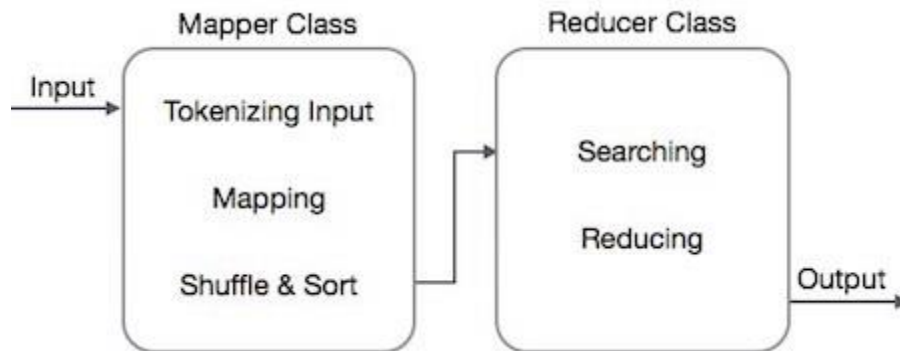 Mapper Class
Reducer Class
Input
Tokenizing Input
Mapping
Shuffle & Sort
Searching
Reducing
Output